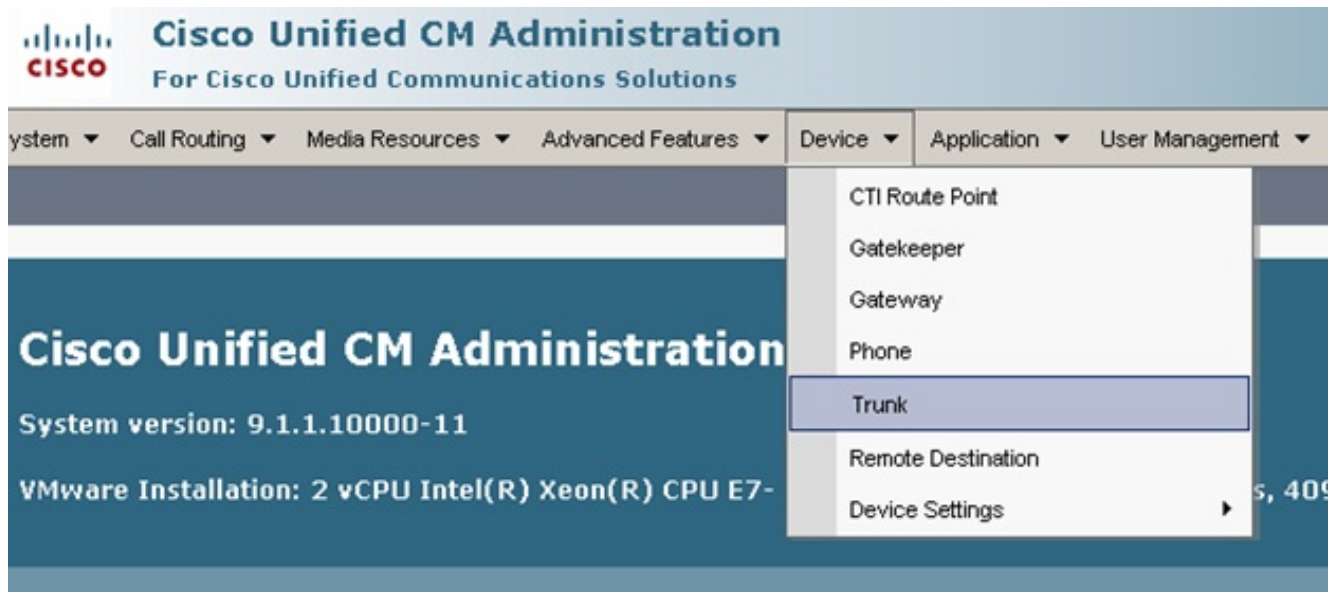 CISCO
Cisco Unified CM Administration
For Cisco Unified Communications Solutions
ystem Call Routing Media Resources Advanced Features Device Application User Management
CTI Route Point
Gatekeeper
Gateway
Phone
Trunk
Remote Destination
Device Settings
Cisco Unified CM Administration
System version: 9.1.1.10000-11
VMware Installation: 2 vCPU Intel(R) Xeon(R) CPU E7- s, 409